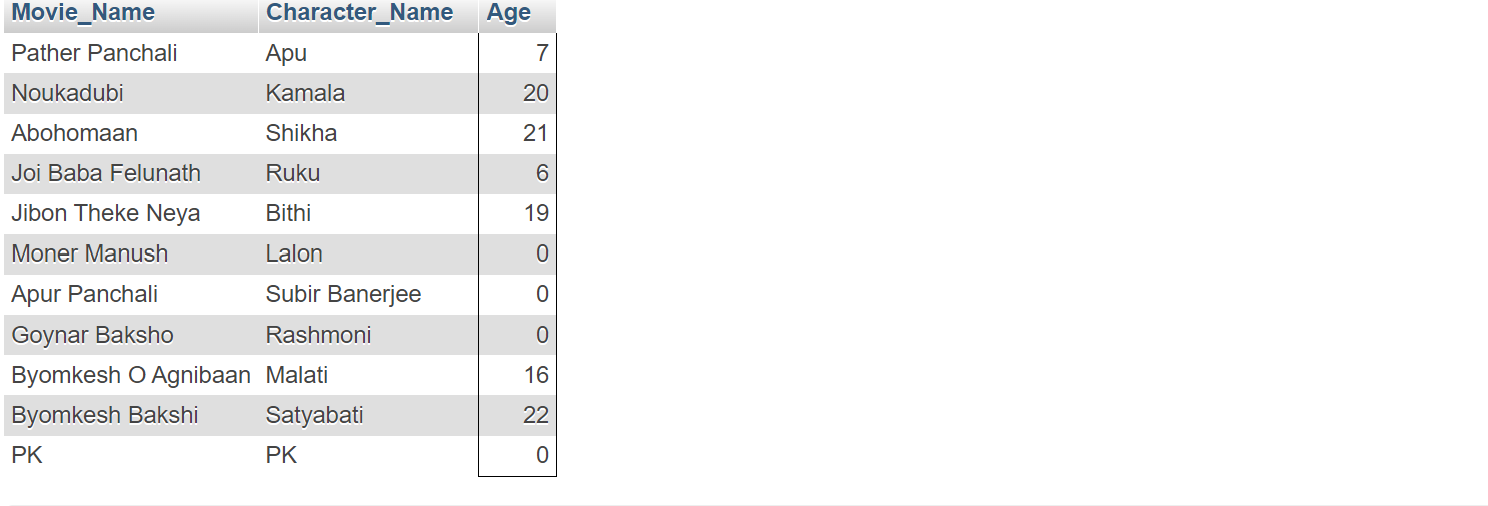 Movie_Name Character_Name Age
Pather Panchali Apu 7
Noukadubi Kamala 20
Abohomaan Shikha 21
Joi Baba Felunath Ruku 6
Jibon Theke Neya Bithi 19
Moner Manush Lalon 0
Apur Panchali Subir Banerjee 0
Goynar Baksho Rashmoni 0
Byomkesh O Agnibaan Malati 16
Byomkesh Bakshi Satyabati 22
PK PK 0